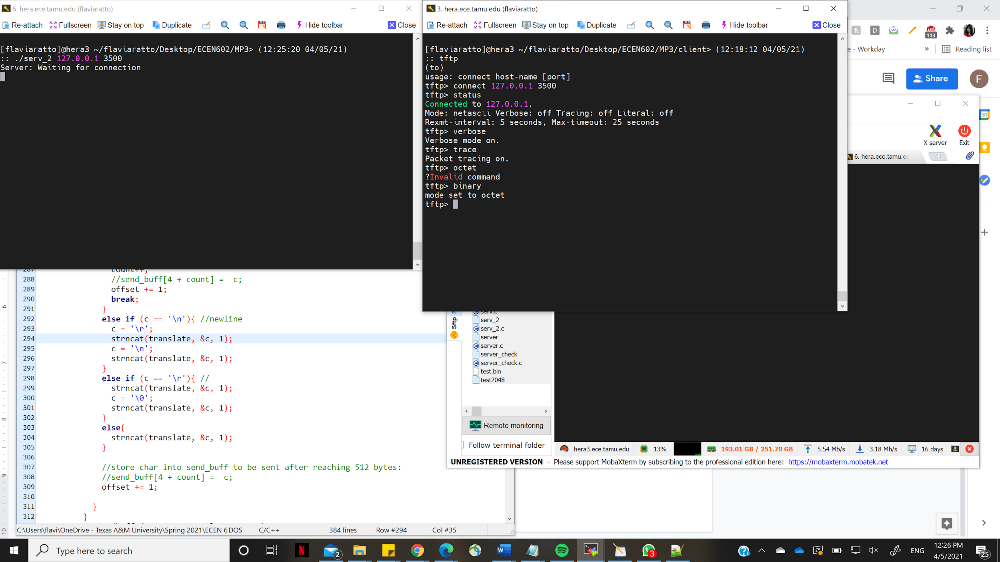 6. hera.ece.tamu.edu (flaviaratto)
Re-attach Fullscreen Stay on top Duplicate Hide toolbar Close
[flaviaratto]@hera3 ~/flaviaratto/Desktop/ECEN602/MP3> (12:25:20 04/05/21)
:: ./serv_2 127.0.0.1 3500
Server: Waiting for connection
3. hera.ece.tamu.edu (flaviaratto)
Re-attach Fullscreen Stay on top Duplicate Hide toolbar Close
[flaviaratto]@hera3 ~/flaviaratto/Desktop/ECEN602/MP3/client> (12:18:12 04/05/21)
:: tftp
(to)
usage: connect host-name [port]
tftp> connect 127.0.0.1 3500
tftp> status
Connected to 127.0.0.1.
Mode: netascii Verbose: off Tracing: off Literal: off
Rexmt-interval: 5 seconds, Max-timeout: 25 seconds
tftp> verbose
Verbose mode on.
tftp> trace
Packet tracing on.
tftp> octet
?Invalid command
tftp> binary
mode set to octet
tftp>
h D 113
e - Workday » Reading list
Share F
31
X server Exit
6. hera.ece.tamu.ed
287 count++;
288 //send_buff[4 + count] = c;
289 offset += 1;
290 break;
291 }
292 else if (c == '\n'){ //newline
293 c = '\r';
294 strncat(translate, &c, 1);
295 c = '\n';
296 strncat(translate, &c, 1);
297 }
298 else if (c == '\r'){ //
299 strncat(translate, &c, 1);
300 c = '\0';
301 strncat(translate, &c, 1);
302 }
303 else{
304 strncat(translate, &c, 1);
305 }
306
307 //store char into send_buff to be sent after reaching 512 bytes:
308 //send_buff[4 + count] = c;
309 offset += 1;
310
311 }
312 }
6
7
8
9
10
C:\Users\flavi\OneDrive - Texas A&M University\Spring 2021\ECEN 6 DOS C/C++ 384 lines Row #294 Col #35
Sftp
serv.c
serv_2
serv_2.c
server
server.c
server_check
server_check.c
test.bin
test2048
Remote monitoring
Follow terminal folder
hera3.ece.tamu.edu 13% 193.01 GB / 251.70 GB 5.54 Mb/s 3.18 Mb/s 16 days
UNREGISTERED VERSION - Please support MobaXterm by subscribing to the professional edition here: https://mobaxterm.mobatek.net
Type here to search
N 2 W 3
ENG
12:26 PM
4/5/2021
25